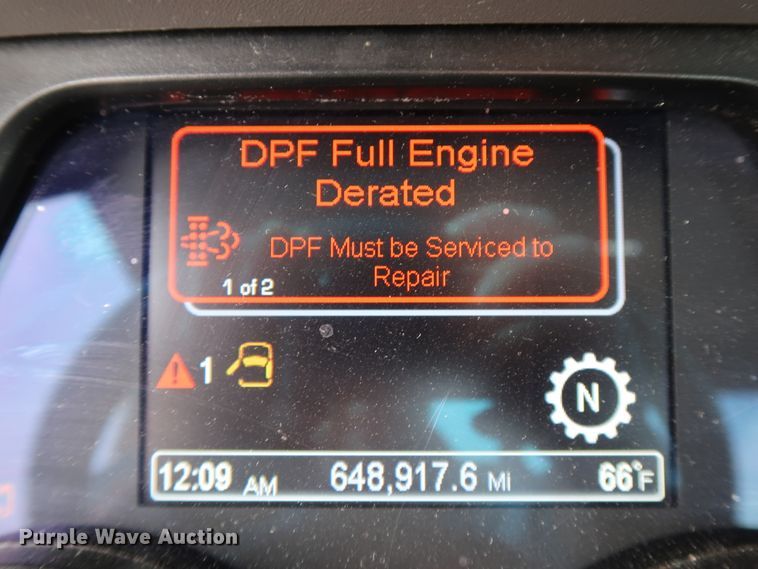 DPF Full Engine
Derated
DPF Must be Serviced to
Repair
1 of 2
1
N
12:09 AM 648,917.6 Mi 66°F
Purple Wave Auction